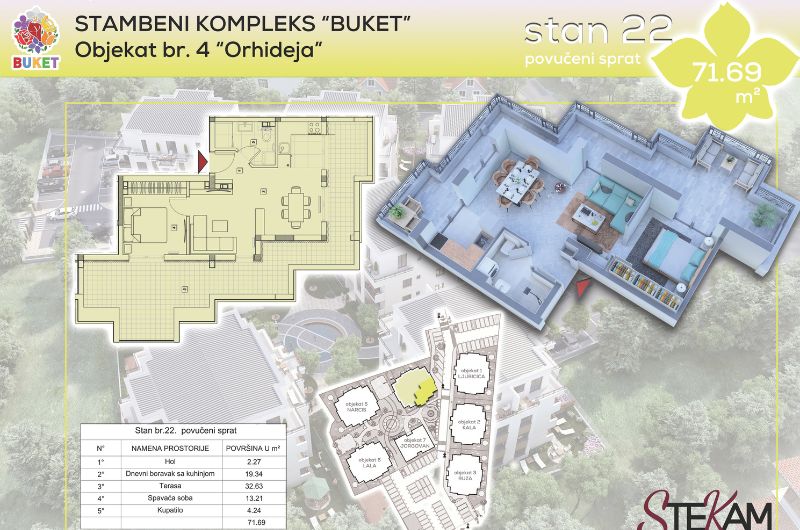 STAMBENI KOMPLEKS "BUKET"
Objekat br. 4 "Orhideja"
BUKET
stan 22
povučeni sprat
71.69
m²
objekat 1
LJUBIČICA
objekat 5
NARCIS
objekat 2
KALA
objekat 7
JORGOVAN
objekat 6
LALA
objekat 3
RUŽA
Stan br.22. povučeni sprat
N° NAMENA PROSTORIJE POVRŠINA U m²
1° Hol 2.27
2° Dnevni boravak sa kuhinjom 19.34
3° Terasa 32.63
4° Spavaća soba 13.21
5° Kupatilo 4.24
71.69
STEKAM